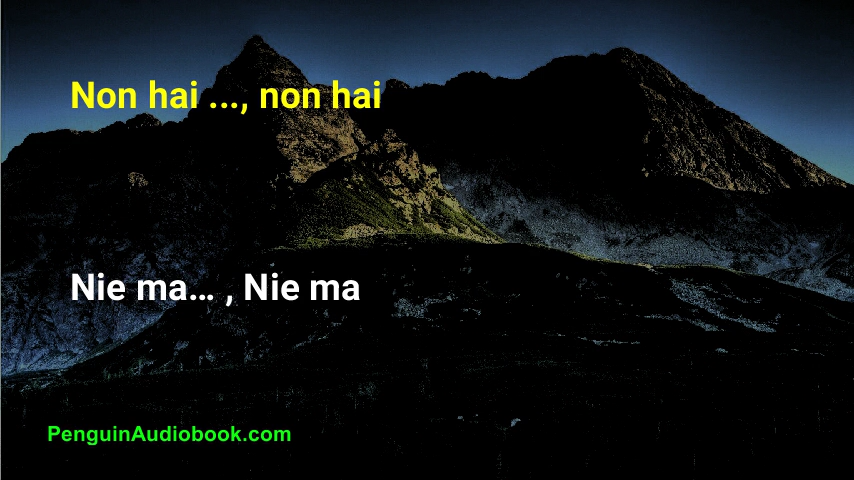 Non hai ..., non hai
Nie ma... , Nie ma
PenguinAudiobook.com